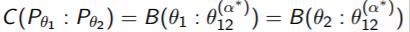 C(P_{θ_1} : P_{θ_2}) = B(θ_1 : θ_{12}^{(α*)}) = B(θ_2 : θ_{12}^{(α*)})